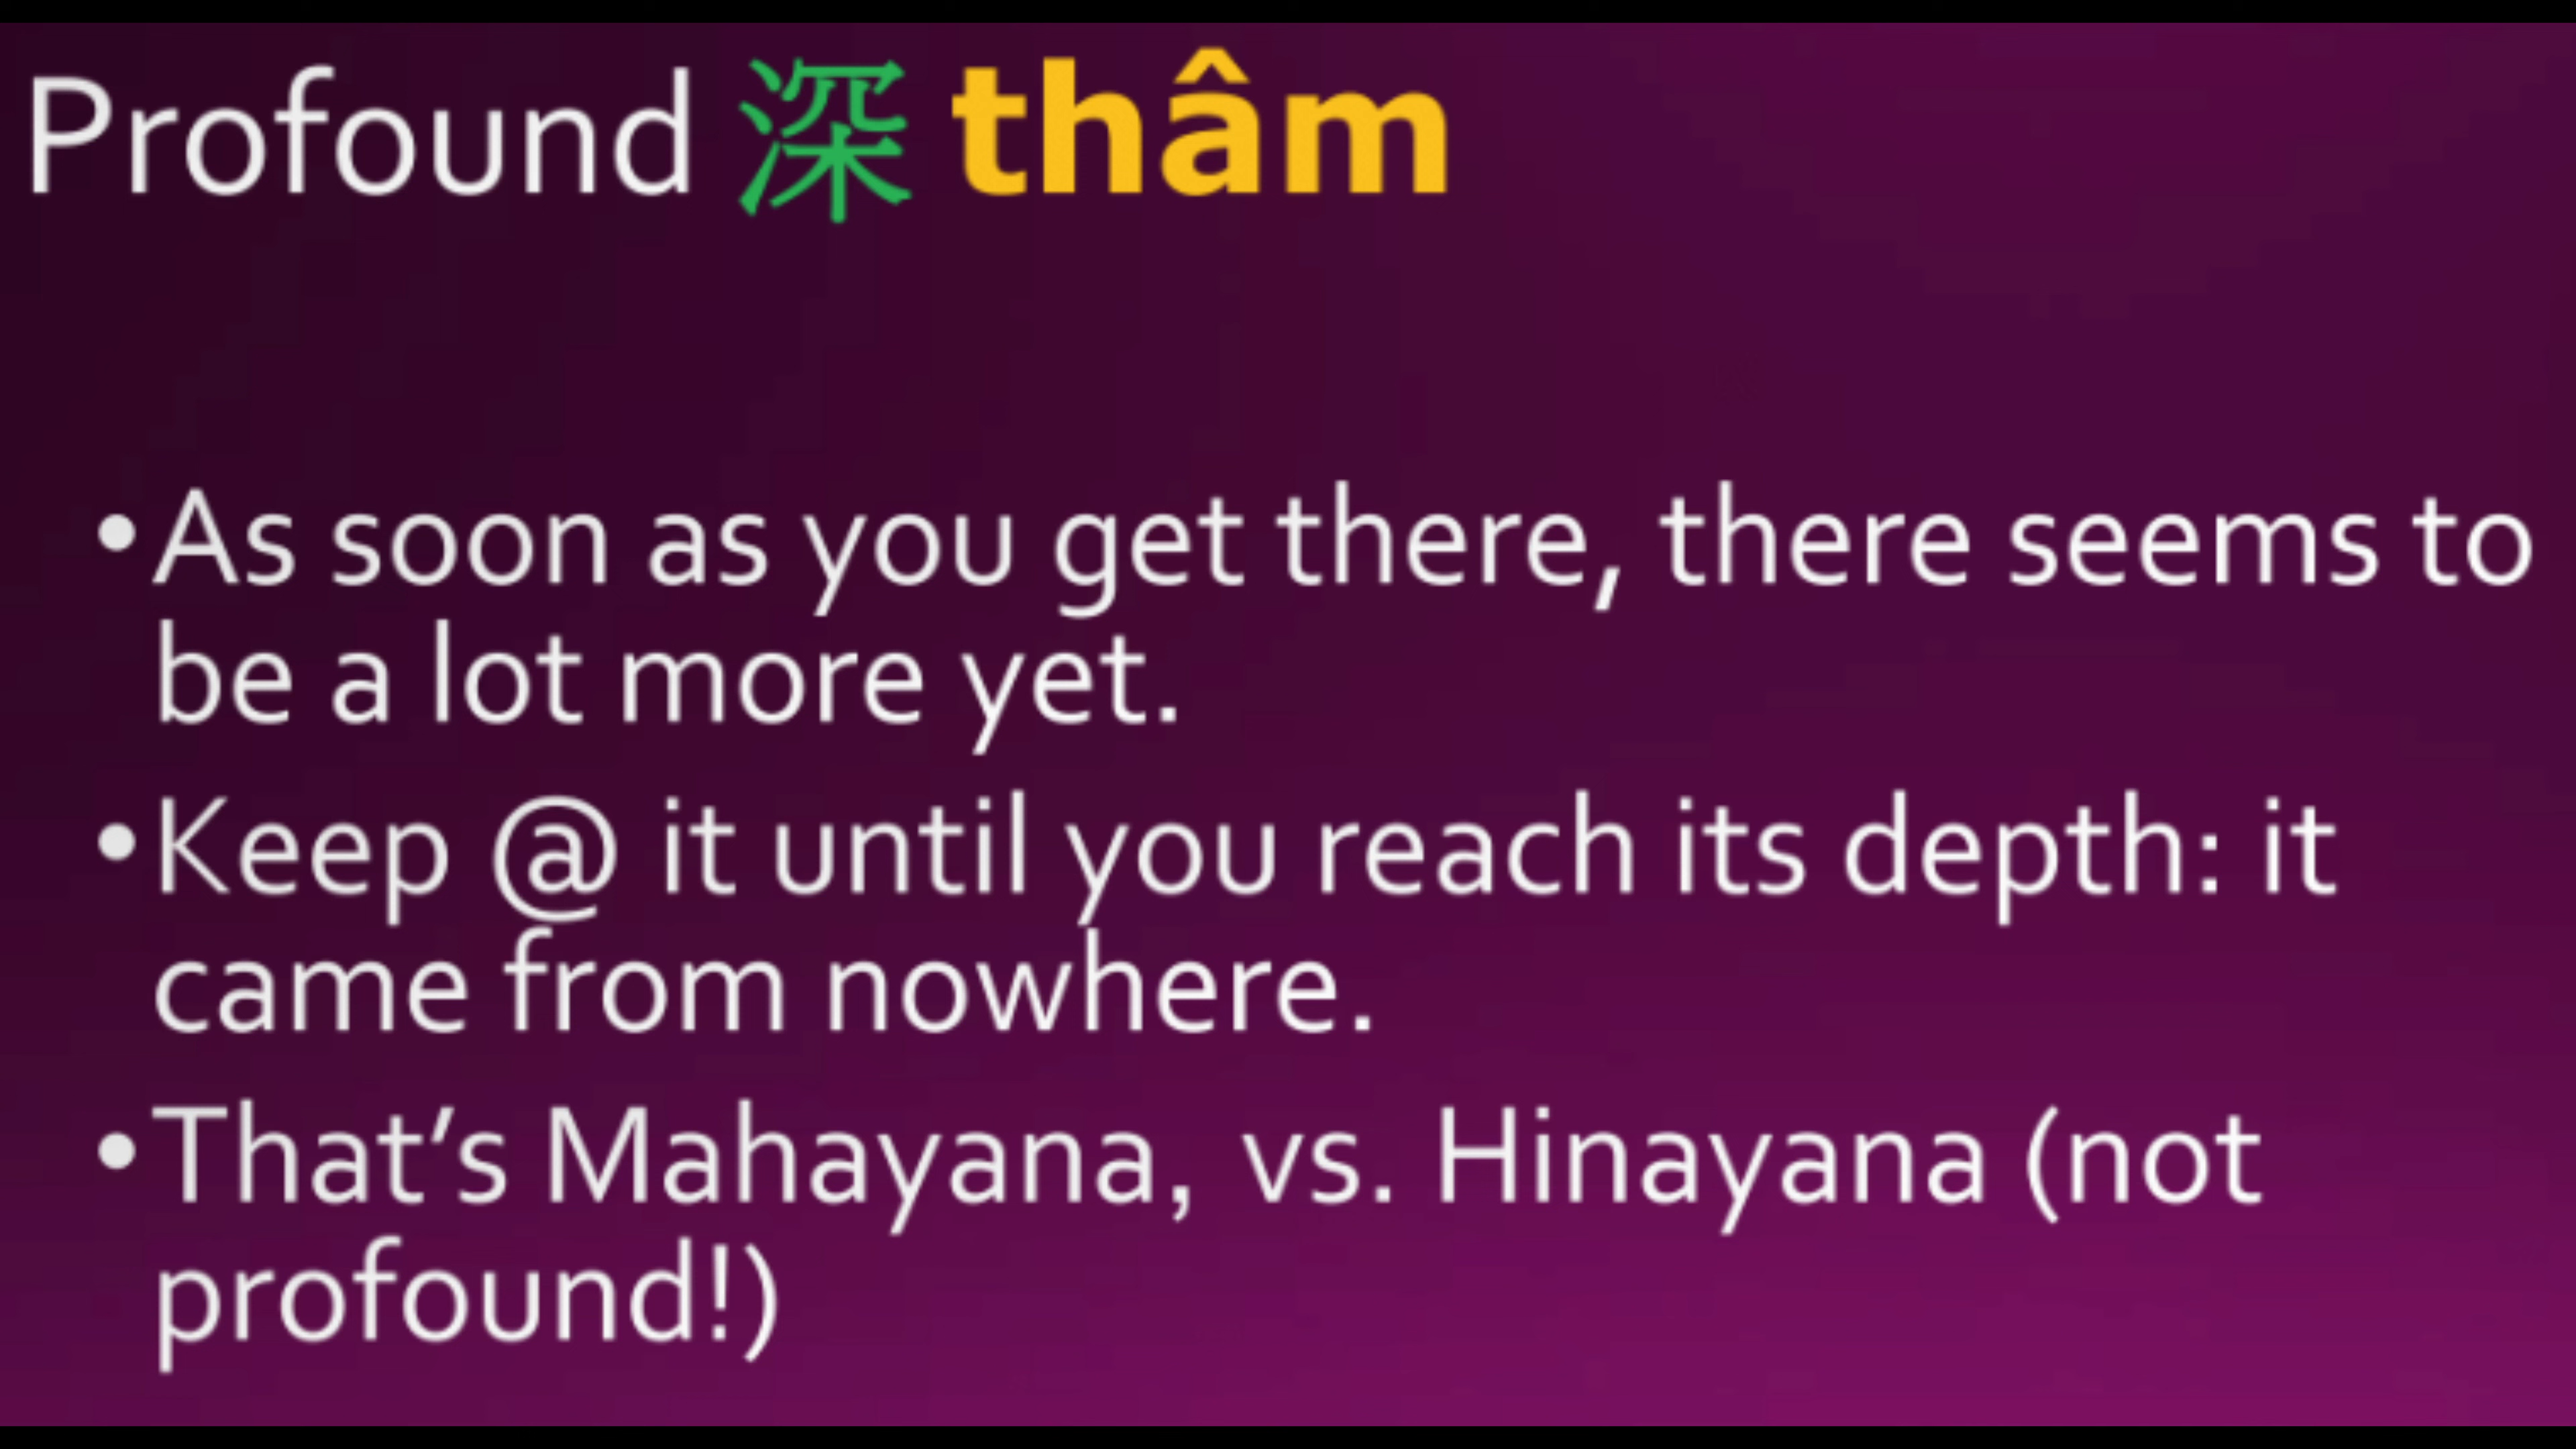 Profound 深 thâm
•As soon as you get there, there seems to
be a lot more yet.
•Keep @ it until you reach its depth: it
came from nowhere.
•That’s Mahayana, vs. Hinayana (not
profound!)